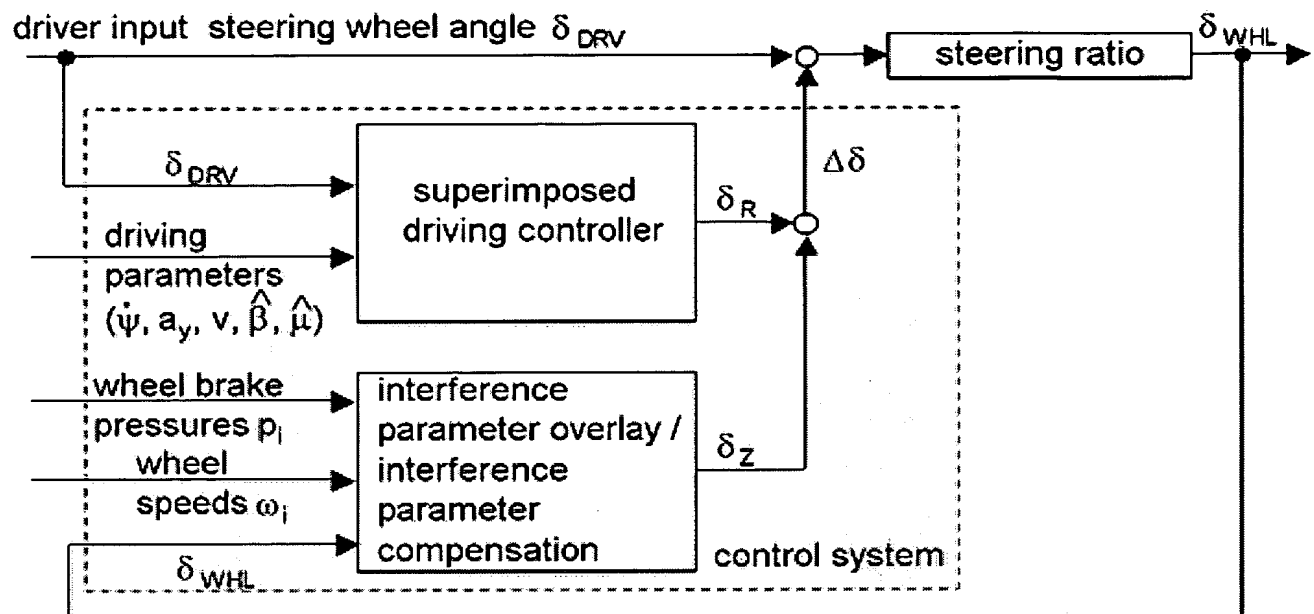 driver input steering wheel angle δ DRV
steering ratio
δ WHL
δ DRV
superimposed
driving controller
δ R
Δδ
driving
parameters
(ψ̇, a y, v, β̂, μ̂)
wheel brake
pressures p i
wheel
speeds ω i
δ WHL
interference
parameter overlay /
interference
parameter
compensation
δ Z
control system